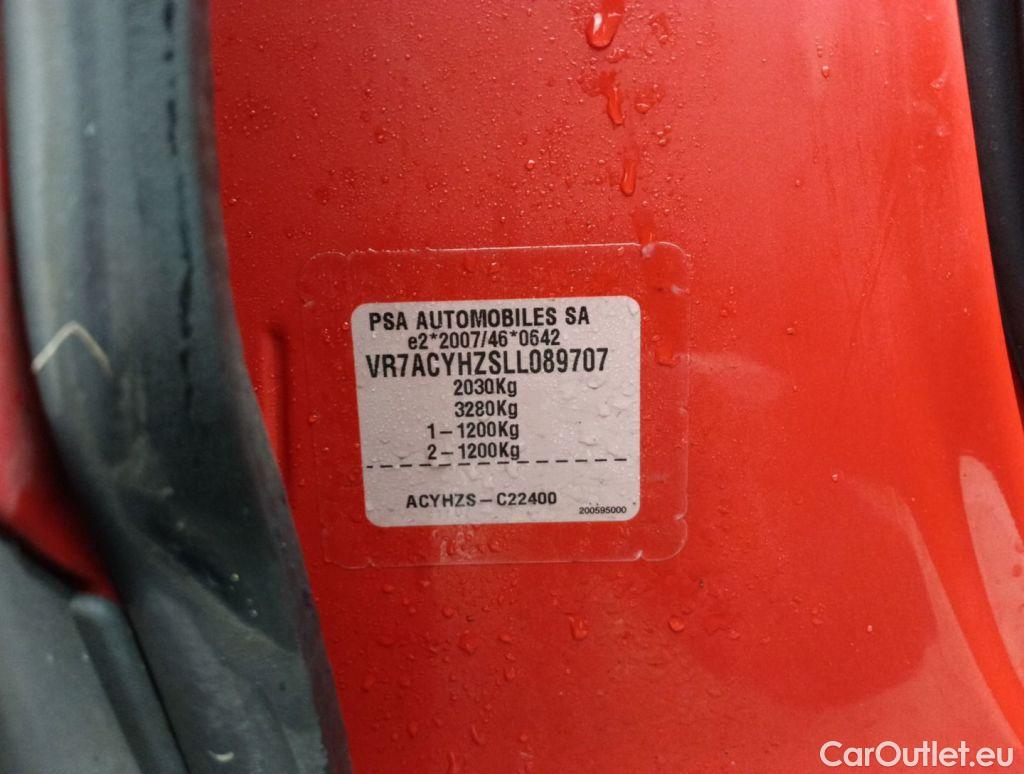 PSA AUTOMOBILES SA
e2*2007/46*0642
VR7ACYHZSLL089707
2030Kg
3280Kg
1-1200Kg
2-1200Kg
ACYHZS-C22400
200595000
CarOutlet.eu